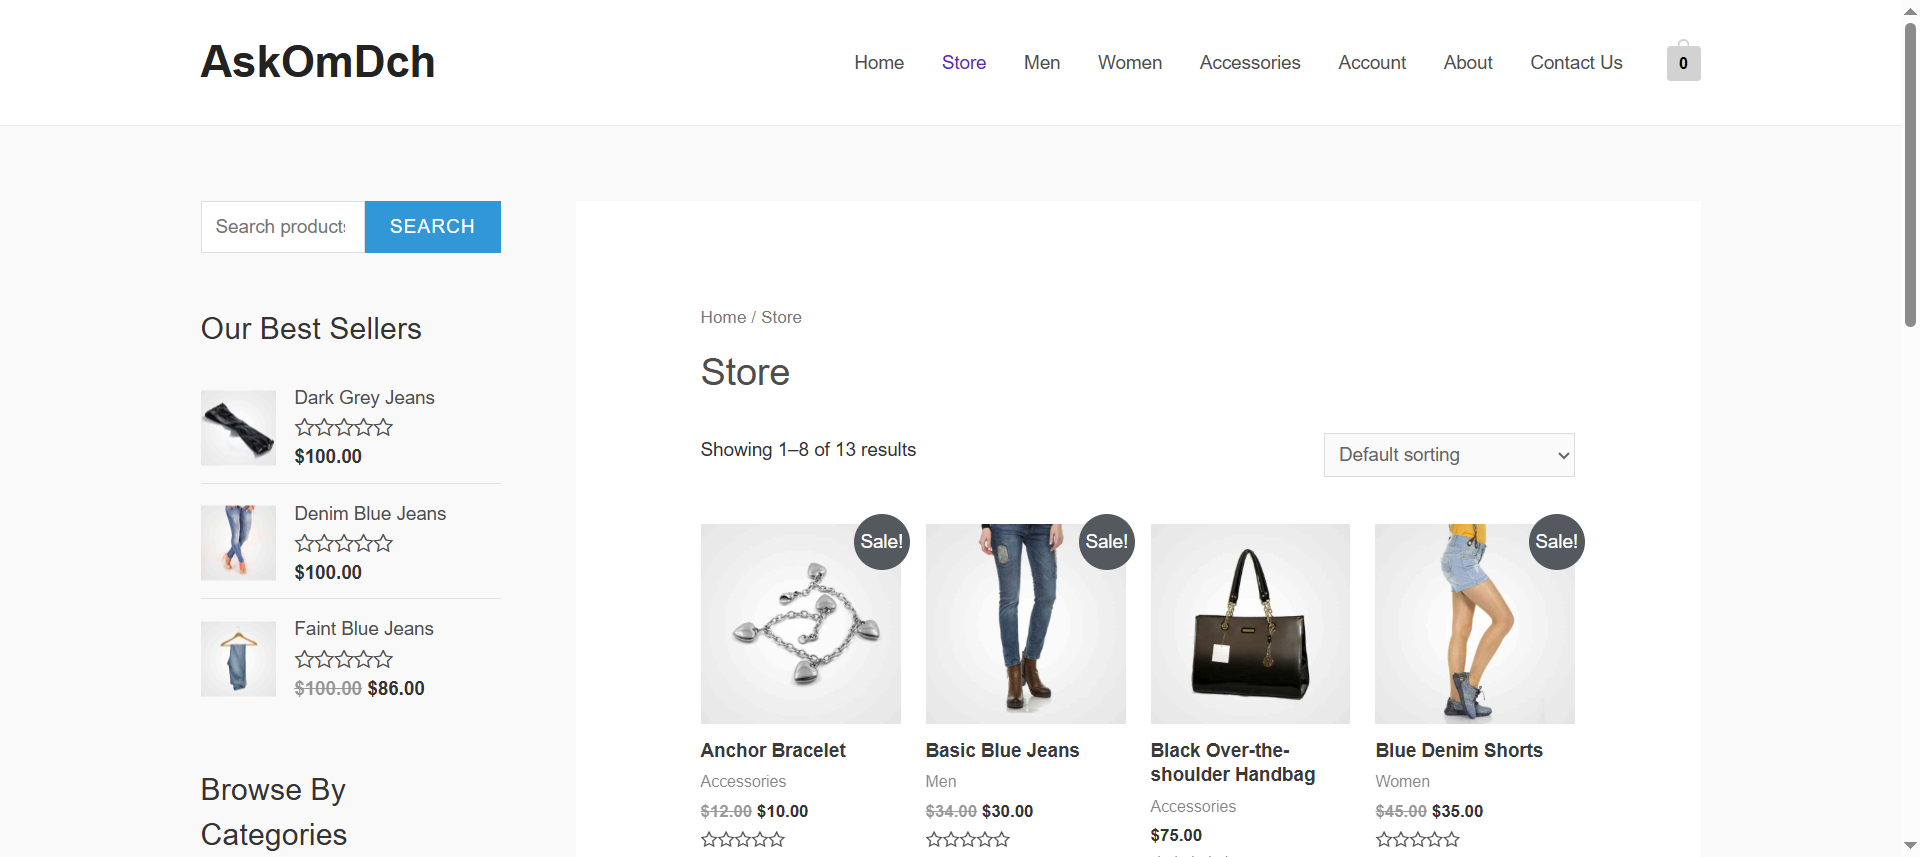 AskOmDch
Home Store Men Women Accessories Account About Contact Us 0
Search products
SEARCH
Our Best Sellers
Dark Grey Jeans
$100.00
Denim Blue Jeans
$100.00
Faint Blue Jeans
$100.00 $86.00
Browse By
Categories
Home / Store
Store
Showing 1–8 of 13 results
Default sorting
Sale!
Anchor Bracelet
Accessories
$12.00 $10.00
Sale!
Basic Blue Jeans
Men
$34.00 $30.00
Black Over-the-
shoulder Handbag
Accessories
$75.00
Sale!
Blue Denim Shorts
Women
$45.00 $35.00